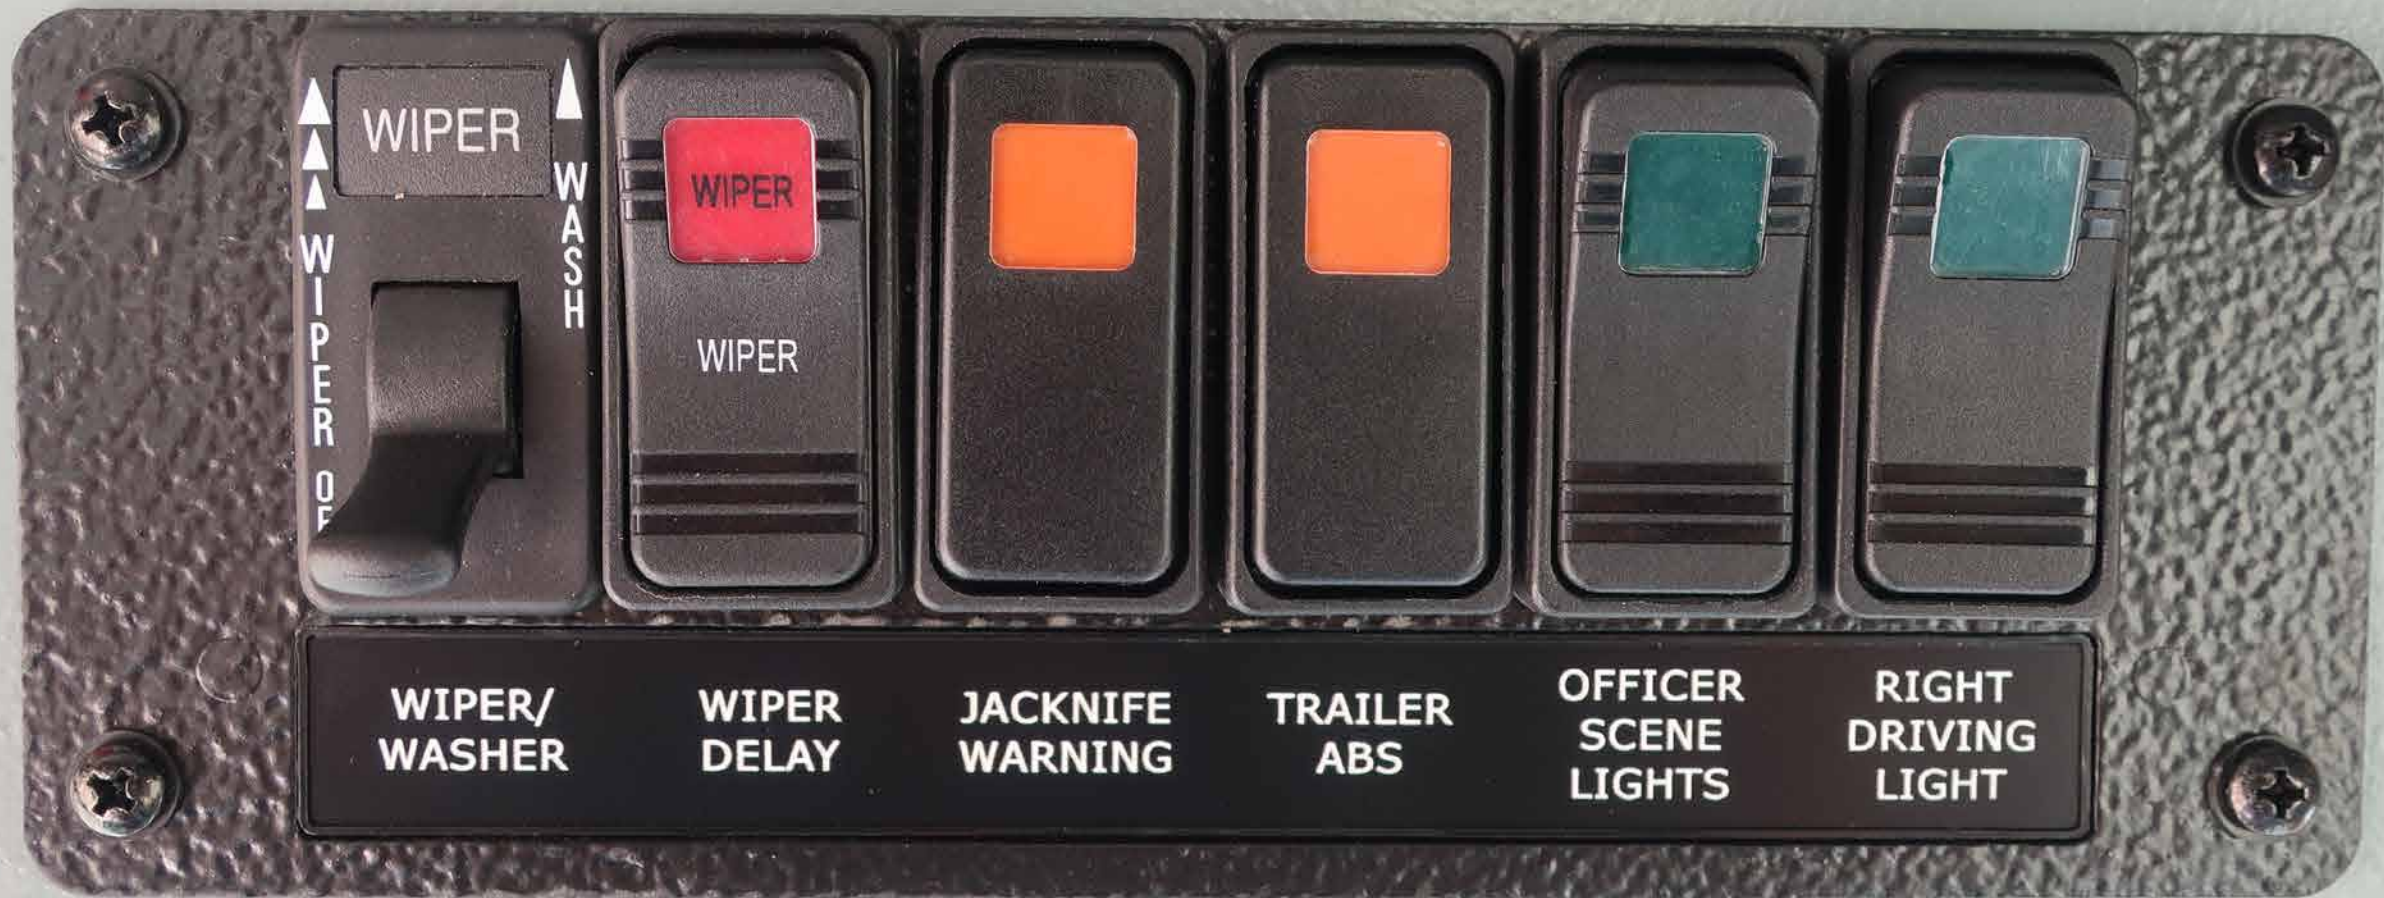 WIPER
WASH
WIPER
WIPER
WIPER
WIPER/
WASHER
WIPER
DELAY
JACKNIFE
WARNING
TRAILER
ABS
OFFICER
SCENE
LIGHTS
RIGHT
DRIVING
LIGHT